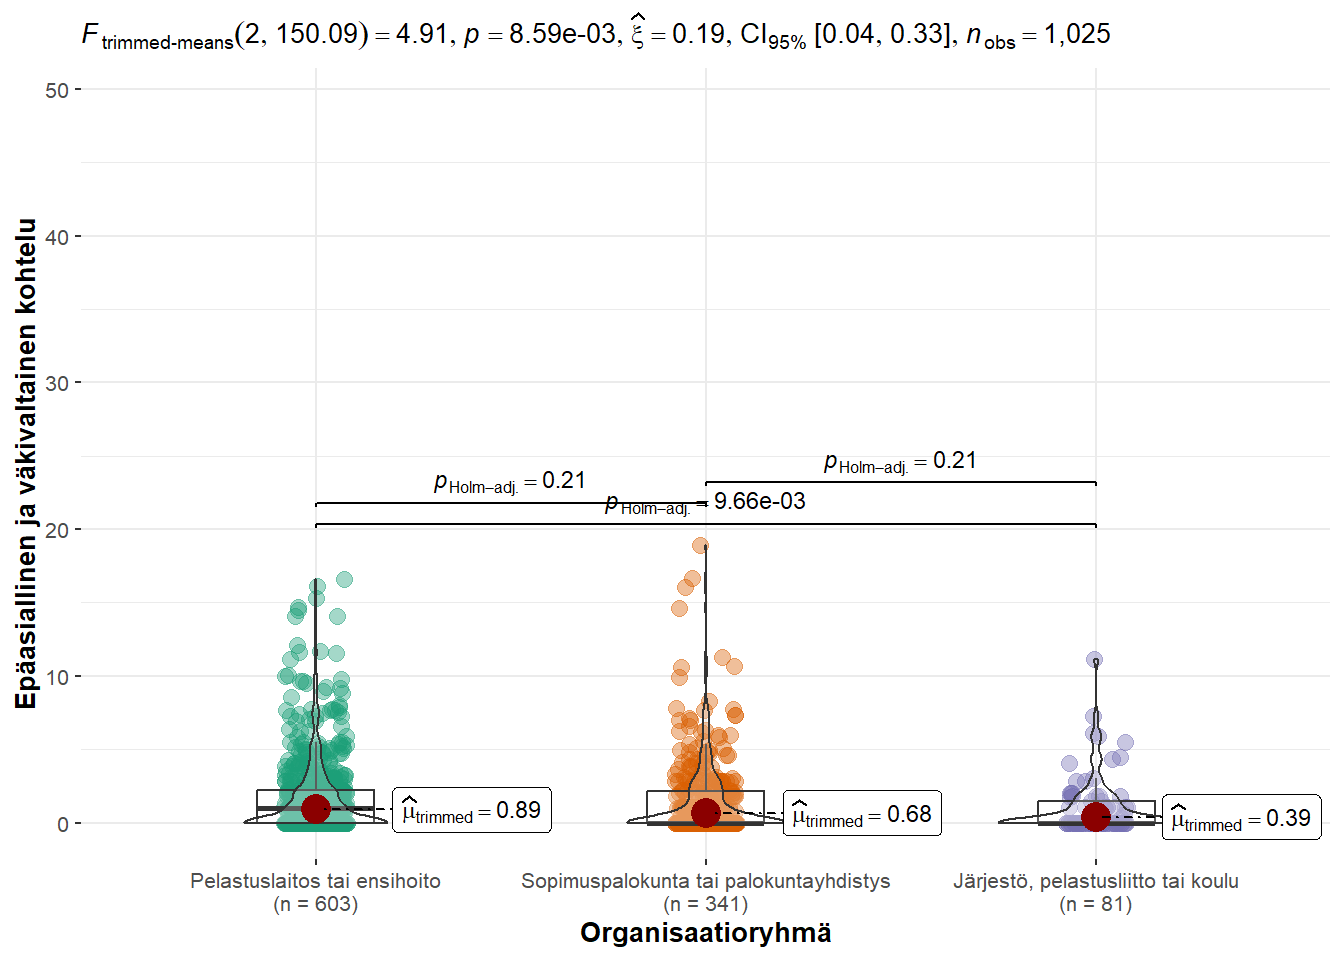 F trimmed-means(2, 150.09) = 4.91, p = 8.59e-03, ξ̂ = 0.19, CI95% [0.04, 0.33], n obs = 1,025
50
40
30
20
10
0
Epäasiallinen ja väkivaltainen kohtelu
p Holm–adj. = 0.21
p Holm–adj. = 0.21
p Holm–adj. = 9.66e-03
μ̂ trimmed = 0.89
μ̂ trimmed = 0.68
μ̂ trimmed = 0.39
Pelastuslaitos tai ensihoito
(n = 603)
Sopimuspalokunta tai palokuntayhdistys
(n = 341)
Järjestö, pelastusliitto tai koulu
(n = 81)
Organisaatioryhmä